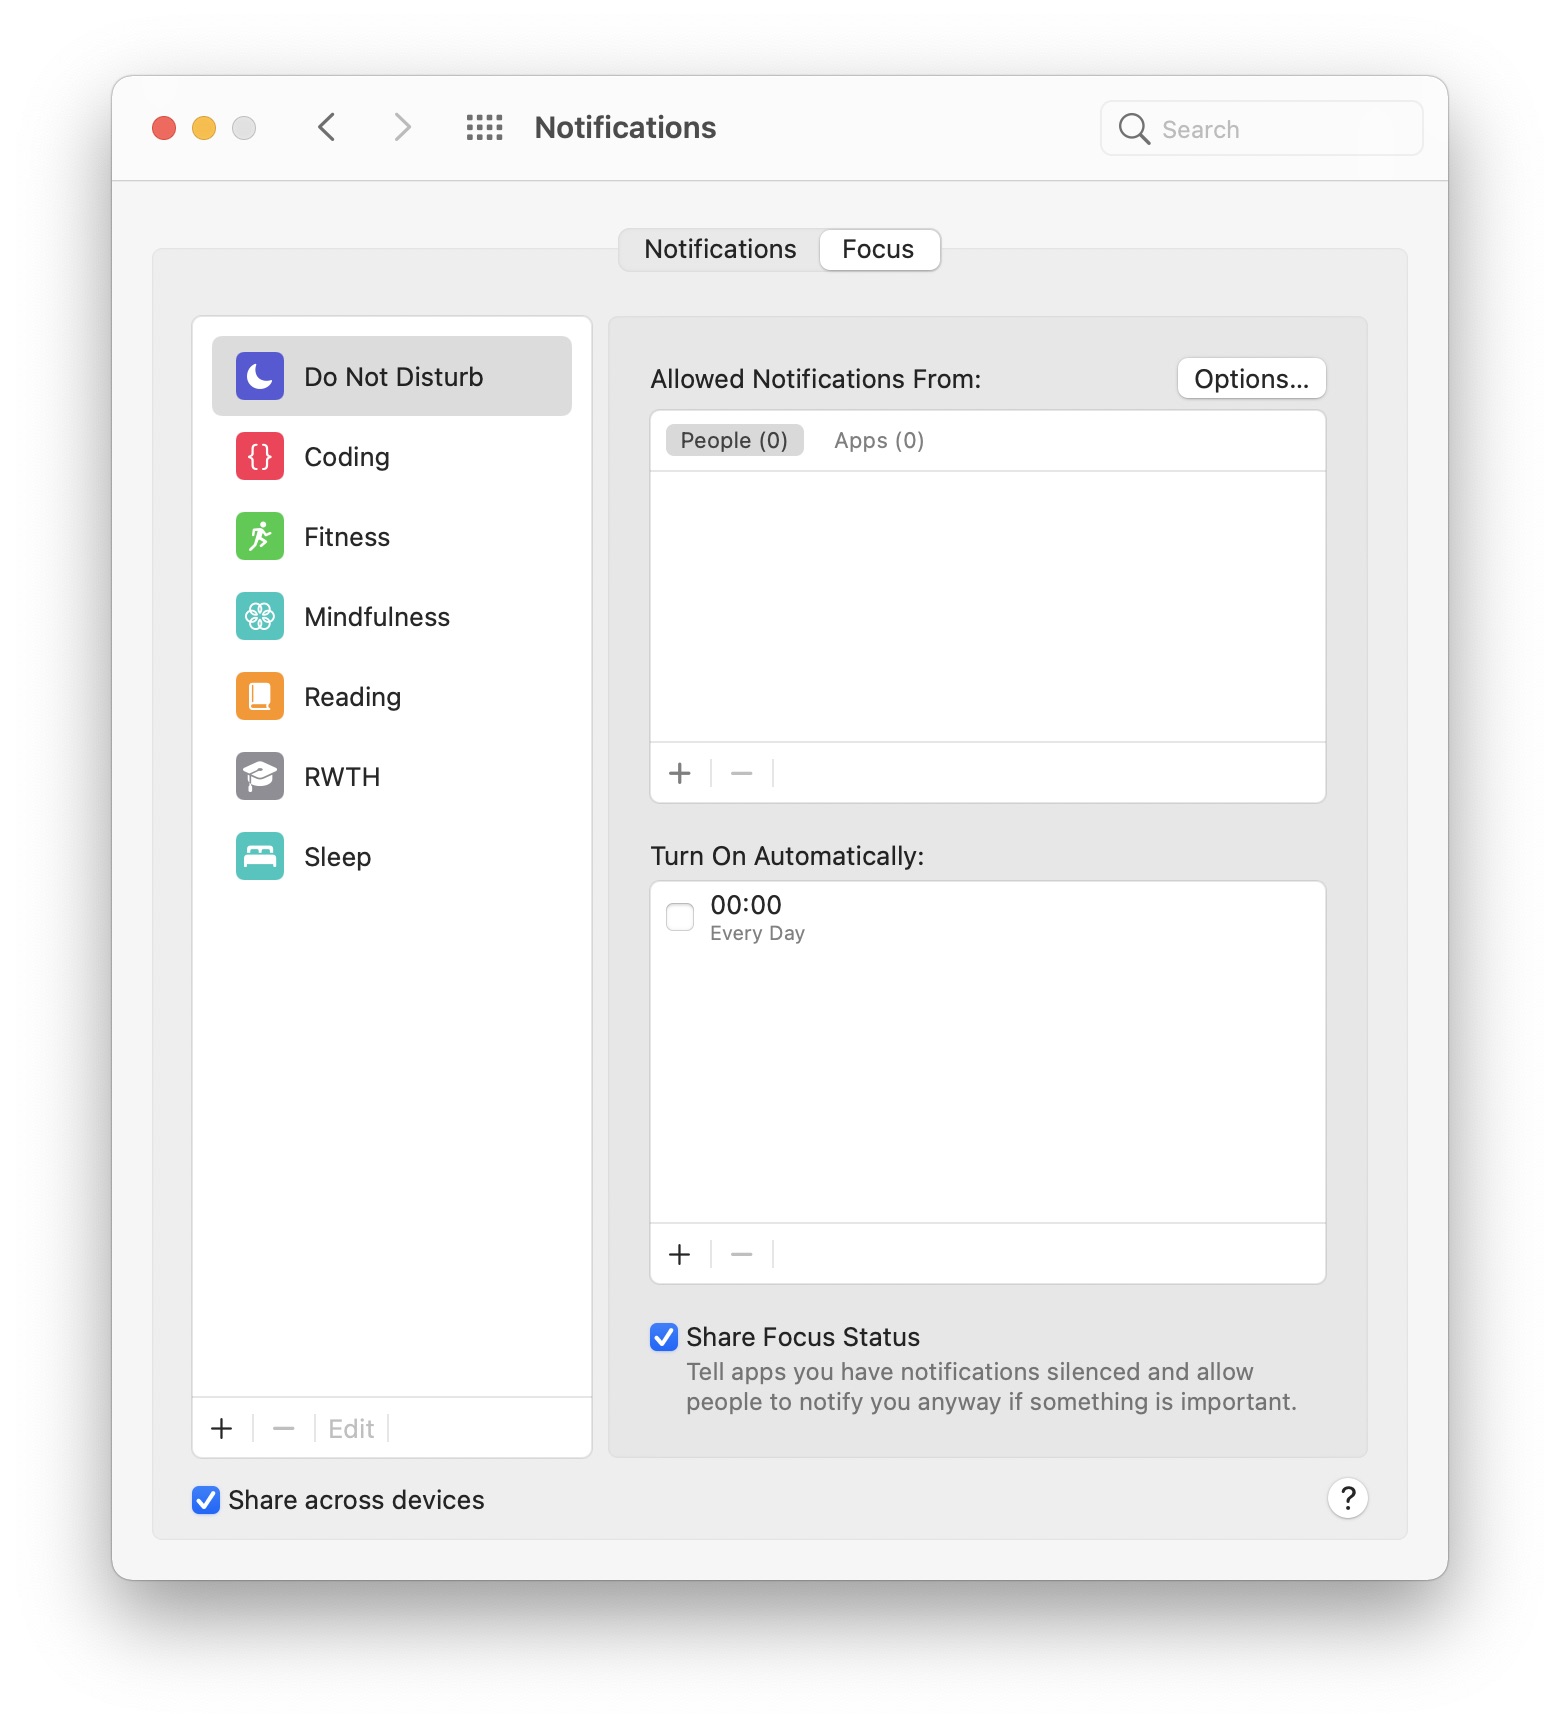 Notifications
Search
Notifications
Focus
Do Not Disturb
Coding
Fitness
Mindfulness
Reading
RWTH
Sleep
Edit
Allowed Notifications From:
Options...
People (0)
Apps (0)
Turn On Automatically:
00:00
Every Day
Share Focus Status
Tell apps you have notifications silenced and allow
people to notify you anyway if something is important.
Share across devices
?